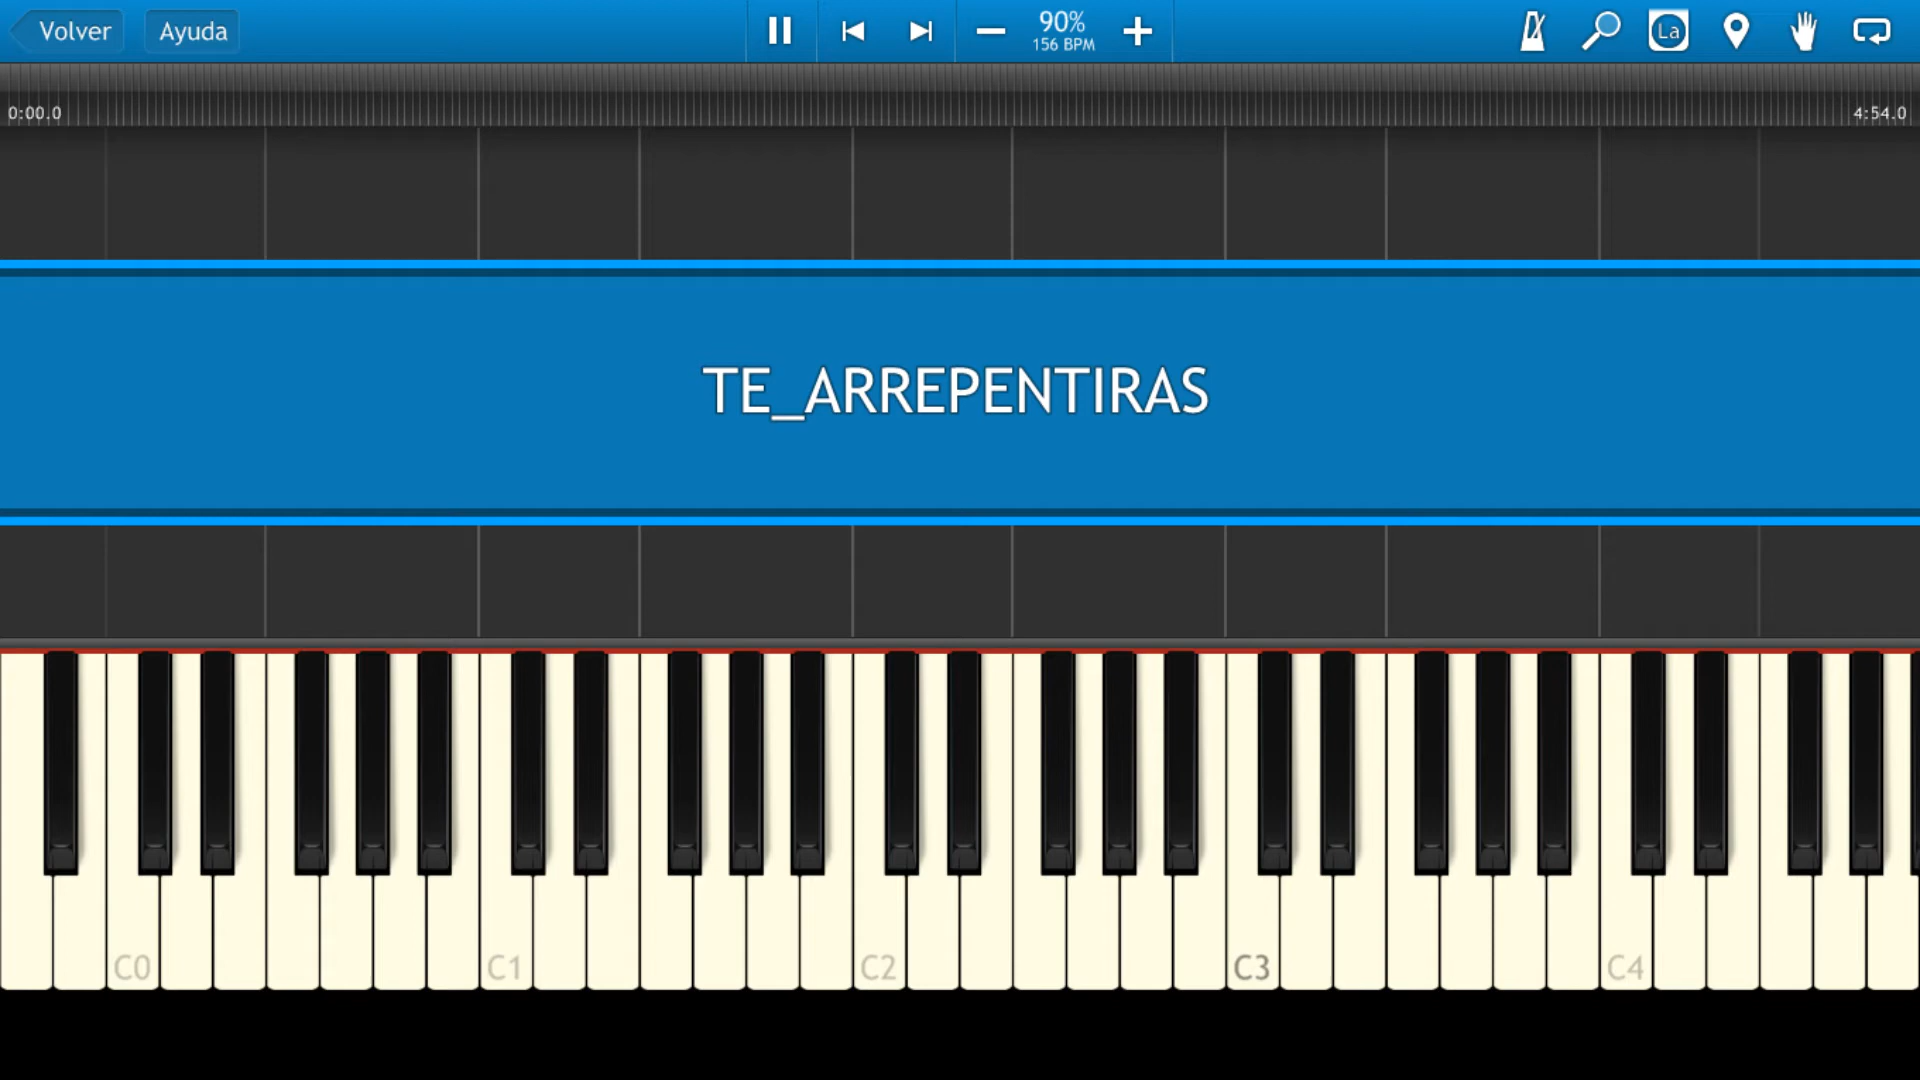 Volver
Ayuda
90%
156 BPM
La
0:00.0
4:54.0
TE_ARREPENTIRAS
C0
C1
C2
C3
C4